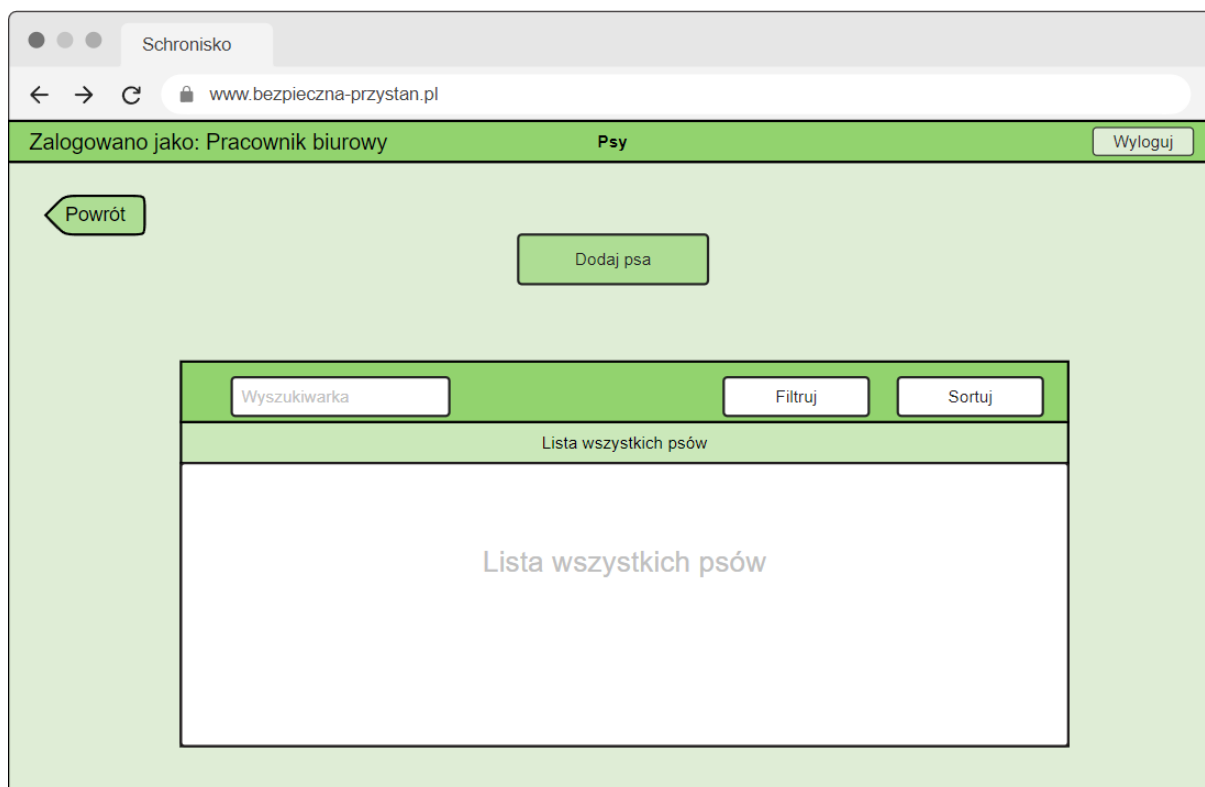 Schronisko
www.bezpieczna-przystan.pl
Zalogowano jako: Pracownik biurowy Psy Wyloguj
Powrót
Dodaj psa
Wyszukiwarka Filtruj Sortuj
Lista wszystkich psów
Lista wszystkich psów